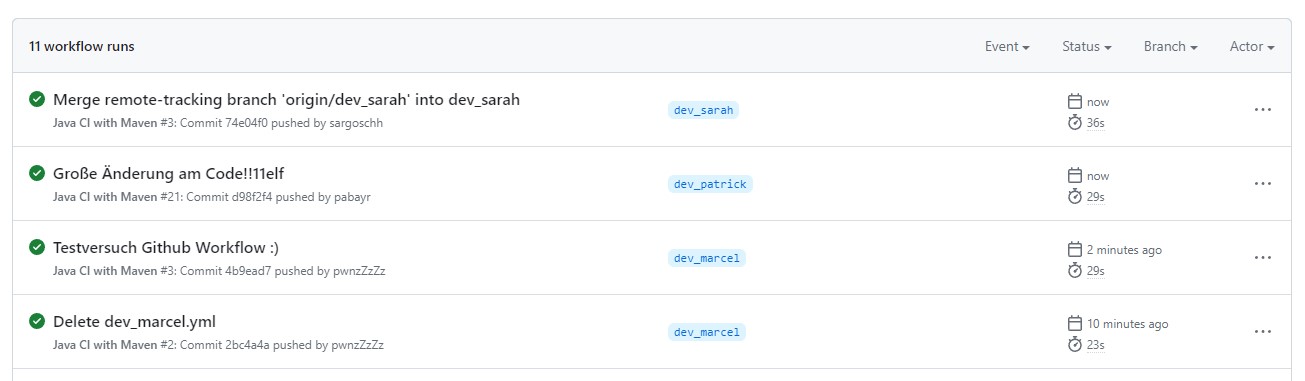 11 workflow runs Event Status Branch Actor
Merge remote-tracking branch 'origin/dev_sarah' into dev_sarah
Java CI with Maven #3: Commit 74e04f0 pushed by sargoschh
dev_sarah
now
36s
Große Änderung am Code!!11elf
Java CI with Maven #21: Commit d98f2f4 pushed by pabayr
dev_patrick
now
29s
Testversuch Github Workflow :)
Java CI with Maven #3: Commit 4b9ead7 pushed by pwnzZzZz
dev_marcel
2 minutes ago
29s
Delete dev_marcel.yml
Java CI with Maven #2: Commit 2bc4a4a pushed by pwnzZzZz
dev_marcel
10 minutes ago
23s